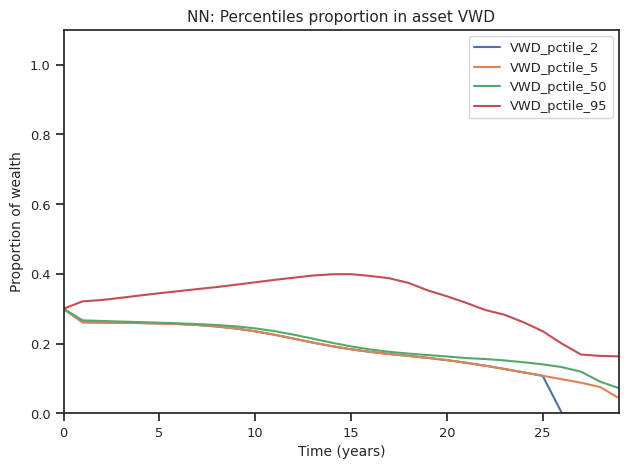 NN: Percentiles proportion in asset VWD
VWD_pctile_2
VWD_pctile_5
VWD_pctile_50
VWD_pctile_95
Proportion of wealth
1.0
0.8
0.6
0.4
0.2
0.0
0 5 10 15 20 25
Time (years)